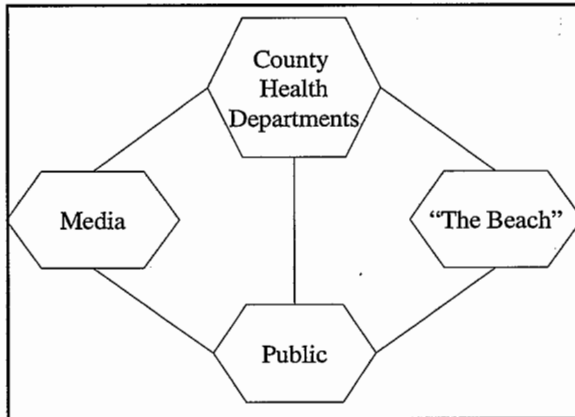 County
Health
Departments
Media
“The Beach”
Public